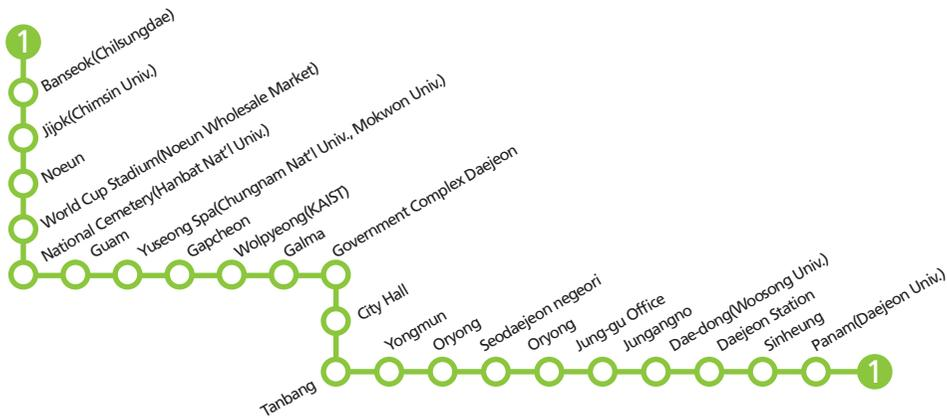 1
Banseok(Chilsungdae)
Jijok(Chimsin Univ.)
Noeun
World Cup Stadium(Noeun Wholesale Market)
National Cemetery(Hanbat Nat'l Univ.)
Guam
Yuseong Spa(Chungnam Nat'l Univ., Mokwon Univ.)
Gapcheon
Wolpyeong(KAIST)
Galma
Government Complex Daejeon
City Hall
Tanbang
Yongmun
Oryong
Seodaejeon negeori
Oryong
Jung-gu Office
Jungangno
Dae-dong(Woosong Univ.)
Daejeon Station
Sinheung
Panam(Daejeon Univ.)
1